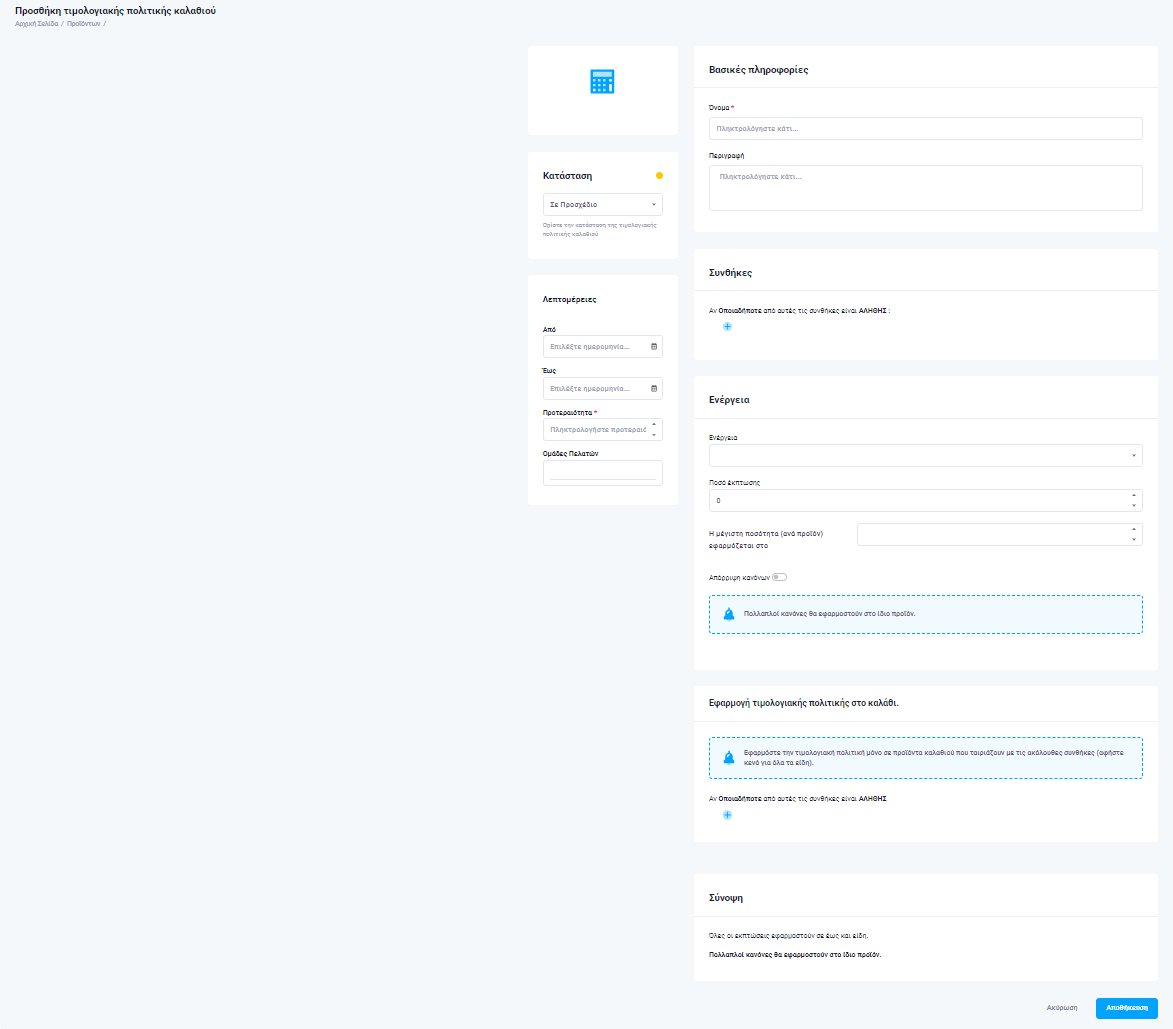 Προσθήκη τιμολογιακής πολιτικής καλαθιού
Αρχική Σελίδα / Προϊόντων /
Κατάσταση
Σε Προσχέδιο
Ορίστε την κατάσταση της τιμολογιακής
πολιτικής καλαθιού
Λεπτομέρειες
Από
Επιλέξτε ημερομηνία...
Έως
Επιλέξτε ημερομηνία...
Προτεραιότητα *
Πληκτρολογήστε προτεραιό
Ομάδες Πελατών
Βασικές πληροφορίες
Όνομα *
Πληκτρολόγηστε κάτι...
Περιγραφή
Πληκτρολόγηστε κάτι...
Συνθήκες
Αν Οποιαδήποτε από αυτές τις συνθήκες είναι ΑΛΗΘΗΣ :
Ενέργεια
Ενέργεια
Ποσό έκπτωσης
0
Η μέγιστη ποσότητα (ανά προϊόν)
εφαρμόζεται στο
Απόρριψη κανόνων
Πολλαπλοί κανόνες θα εφαρμοστούν στο ίδιο προϊόν.
Εφαρμογή τιμολογιακής πολιτικής στο καλάθι.
Εφαρμόστε την τιμολογιακή πολιτική μόνο σε προϊόντα καλαθιού που ταιριάζουν με τις ακόλουθες συνθήκες (αφήστε
κενό για όλα τα είδη).
Αν Οποιαδήποτε από αυτές τις συνθήκες είναι ΑΛΗΘΗΣ
Σύνοψη
Όλες οι εκπτώσεις εφαρμοστούν σε έως και είδη.
Πολλαπλοί κανόνες θα εφαρμοστούν στο ίδιο προϊόν.
Ακύρωση
Αποθήκευση